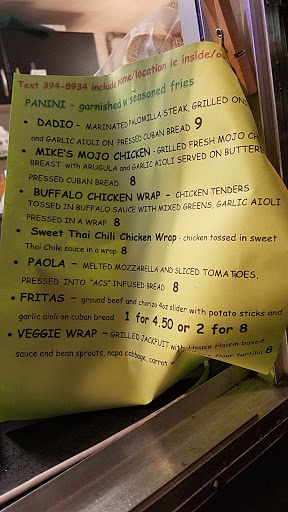 Text 394-8934 include name/location ie inside/
PANINI - garnished w seasoned fries
• DADIO - MARINATED PALOMILLA STEAK, GRILLED
and GARLIC AIOLI ON PRESSED CUBAN BREAD 9
• MIKE'S MOJO CHICKEN - GRILLED FRESH MOJO
BREAST with ARUGULA and GARLIC AIOLI SERVED ON
PRESSED CUBAN BREAD 8
• BUFFALO CHICKEN WRAP - CHICKEN TENDERS
TOSSED IN BUFFALO SAUCE WITH MIXED GREENS, GARLIC AIOLI
PRESSED IN A WRAP 8
• Sweet Thai Chili Chicken Wrap - chicken tossed in sweet
Thai Chile sauce in a wrap 8
• PAOLA - MELTED MOZZARELLA AND SLICED TOMATOES,
PRESSED INTO "ACS" INFUSED BREAD 8
• FRITAS - ground beef and chorizo 4oz slider with potato sticks and
garlic aioli on cuban bread 1 for 4.50 or 2 for 8
• VEGGIE WRAP - GRILLED JACKFRUIT with House Hoisin based
sauce and bean sprouts, napa cabbage, carrot flour tortilla 8